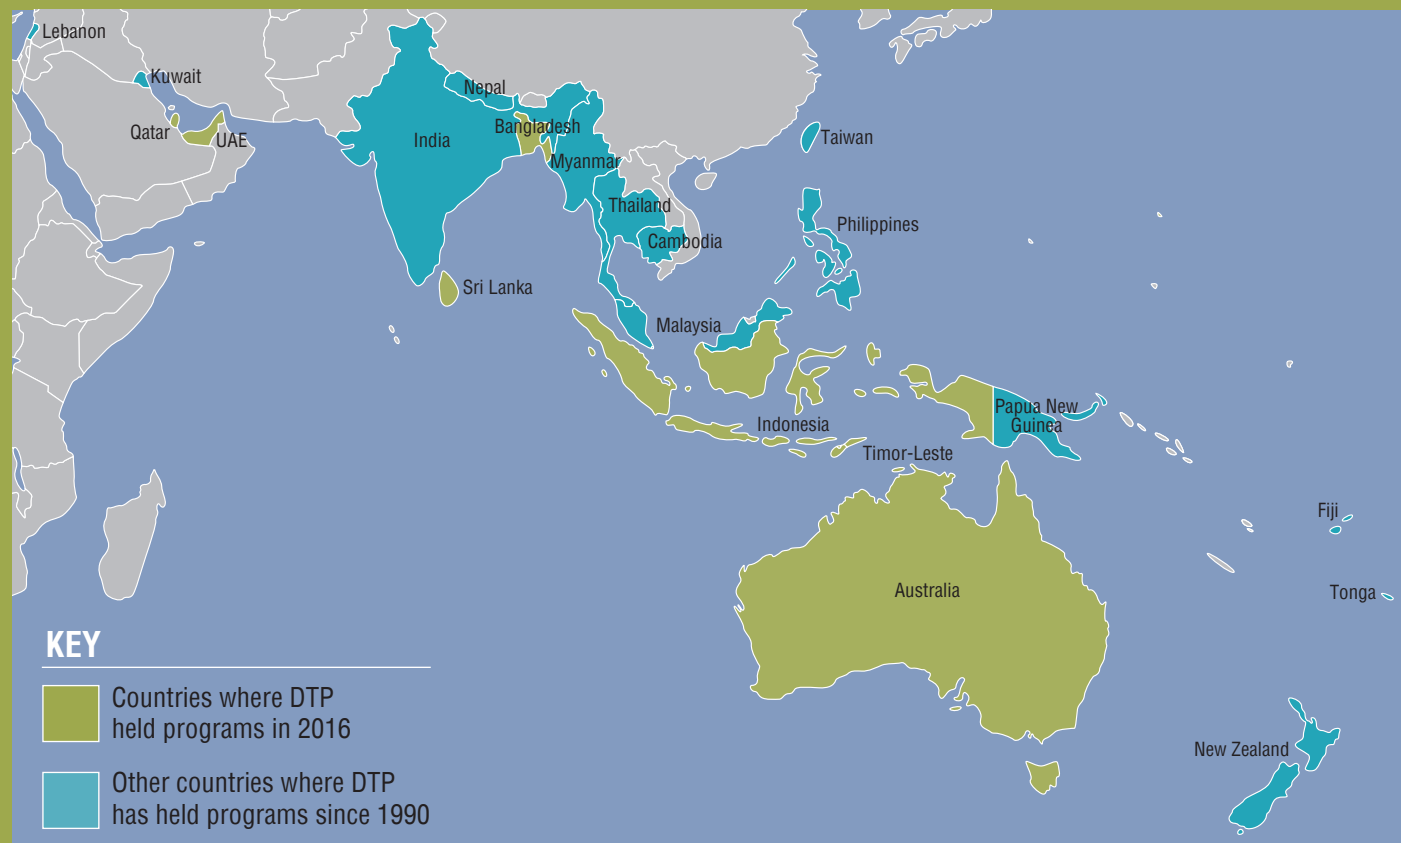 Lebanon
Kuwait
Nepal
Qatar
UAE
India
Bangladesh
Taiwan
Myanmar
Thailand
Philippines
Cambodia
Sri Lanka
Malaysia
Papua New
Guinea
Indonesia
Timor-Leste
Fiji
Australia
Tonga
New Zealand
KEY
Countries where DTP
held programs in 2016
Other countries where DTP
has held programs since 1990